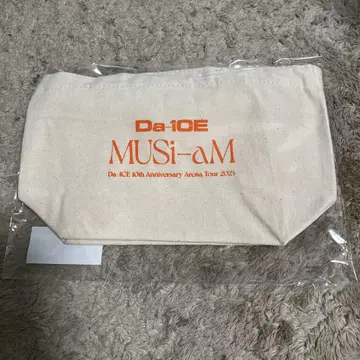 Da-iCE
MUSi-aM
Da-iCE 10th Anniversary Arena Tour 2023